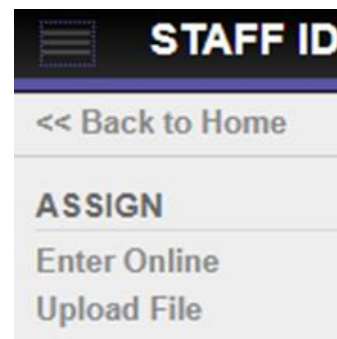 STAFF ID
<< Back to Home
ASSIGN
Enter Online
Upload File